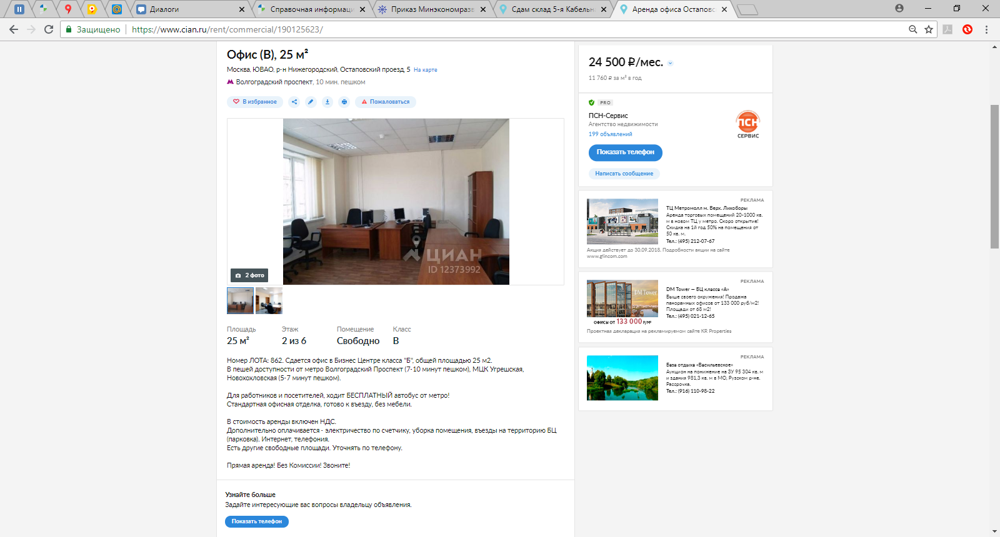 Диалоги
Справочная информаци
Приказ Минэкономразв
Сдам склад 5-я Кабельн
Аренда офиса Остаповс
Защищено
https://www.cian.ru/rent/commercial/190125623/
Офис (B), 25 м²
Москва, ЮВАО, р-н Нижегородский, Остаповский проезд, 5 На карте
Волгоградский проспект, 10 мин. пешком
В избранное
Пожаловаться
ЦИАН
ID 12373992
2 фото
Площадь Этаж Помещение Класс
25 м² 2 из 6 Свободно B
Номер ЛОТА: 862. Сдается офис в Бизнес Центре класса "Б", общей площадью 25 м2.
В пешей доступности от метро Волгоградский Проспект (7-10 минут пешком), МЦК Угрешская,
Новохохловская (5-7 минут пешком).
Для работников и посетителей, ходит БЕСПЛАТНЫЙ автобус от метро!
Стандартная офисная отделка, готово к въезду, без мебели.
В стоимость аренды включен НДС.
Дополнительно оплачивается - электричество по счетчику, уборка помещения, въезды на территорию БЦ
(парковка). Интернет, телефония.
Есть другие свободные площади. Уточнять по телефону.
Прямая аренда! Без Комиссии! Звоните!
Узнайте больше
Задайте интересующие вас вопросы владельцу объявления.
Показать телефон
24 500 ₽/мес.
11 760 ₽ за м² в год
PRO
ПСН-Сервис
Агентство недвижимости
199 объявлений
ПСН
СЕРВИС
Показать телефон
Написать сообщение
РЕКЛАМА
ТЦ Метромолл м. Верх. Лихоборы
Аренда торговых помещений 20-1000 кв.
м в новом ТЦ у метро. Скоро открытие!
Скидка на 1й год 50% на помещения от
50 кв. м.
Тел.: (495) 212-07-67
Акция действует до 30.09.2018. Подробности акции на сайте
www.glincom.com
РЕКЛАМА
DM Tower
ОФИСЫ ОТ 133 000 Р/М²
DM Tower — БЦ класса «А»
Выше своего окружения! Продажа
панорамных офисов от 133 000 руб/м2!
Площади от 68 м2!
Тел.: (495) 021-12-65
Проектная декларация на рекламируемом сайте KR Properties
РЕКЛАМА
База отдыха «Васильевское»
Аукцион на понижение на ЗУ 95 304 кв. м
и здания 981,3 кв. м в МО, Рузском р-не.
Рассрочка.
Тел.: (916) 110-98-22